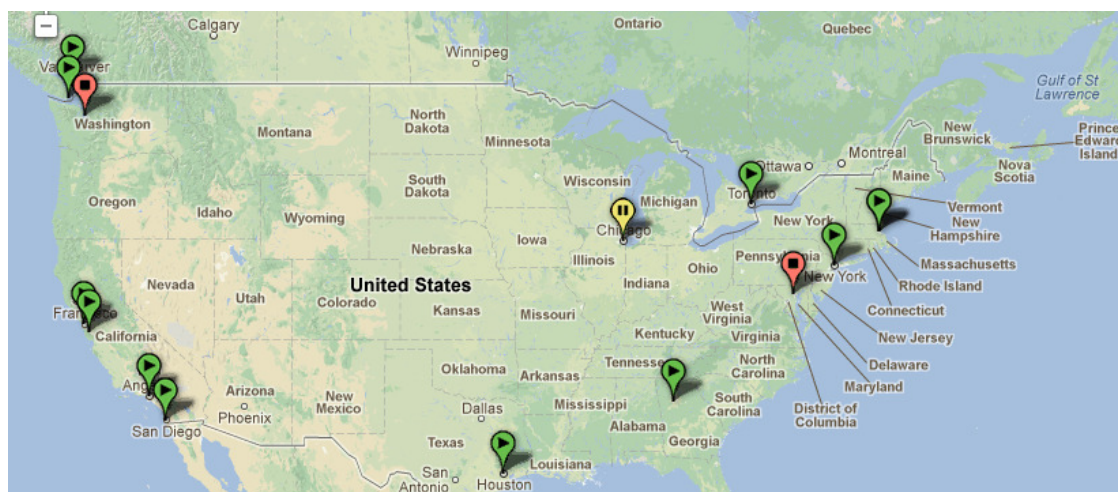 Calgary
Ontario
Quebec
Winnipeg
Gulf of St
Lawrence
Washington
Montana
North
Dakota
Minnesota
New
Brunswick
Prince
Edward
Island
Nova
Scotia
Ottawa
Montreal
Maine
Toronto
South
Dakota
Wisconsin
Michigan
Vermont
New
Hampshire
Oregon
Idaho
Wyoming
New York
Chicago
Nebraska
Iowa
Illinois
Ohio
Pennsylvania
New York
Massachusetts
Rhode Island
Connecticut
Indiana
United States
Nevada
Utah
Colorado
Kansas
Missouri
West
Virginia
Virginia
New Jersey
Delaware
Maryland
District of
Columbia
California
Kentucky
Tennessee
North
Carolina
Oklahoma
Arkansas
Arizona
Phoenix
New
Mexico
Dallas
Mississippi
South
Carolina
Alabama
Georgia
San Diego
Texas
San
Antonio
Houston
Louisiana